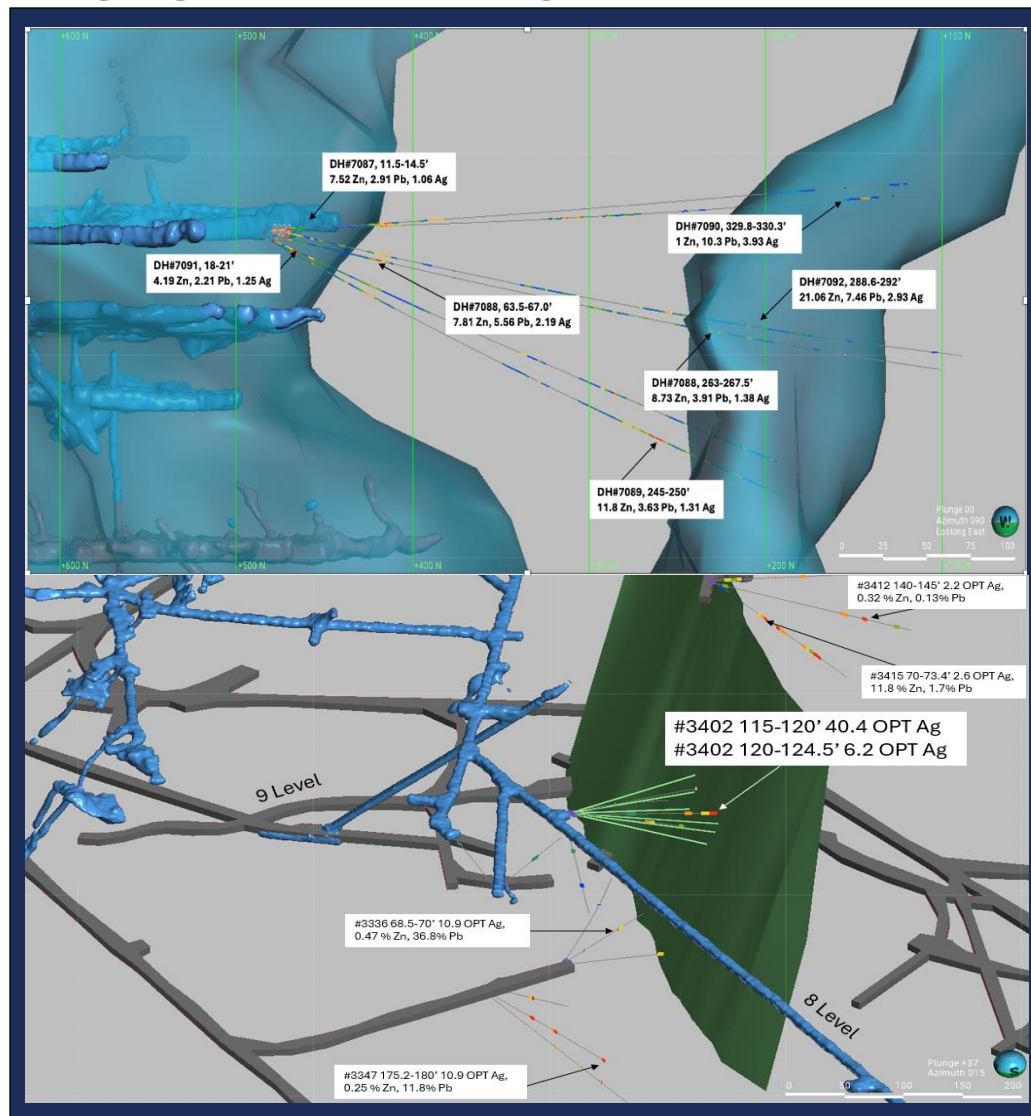 +600 N
+500 N
+400 N
+100 N
DH#7087, 11.5-14.5'
7.52 Zn, 2.91 Pb, 1.06 Ag
DH#7090, 329.8-330.3'
1 Zn, 10.3 Pb, 3.93 Ag
DH#7091, 18-21'
4.19 Zn, 2.21 Pb, 1.25 Ag
DH#7092, 288.6-292'
21.06 Zn, 7.46 Pb, 2.93 Ag
DH#7088, 63.5-67.0'
7.81 Zn, 5.56 Pb, 2.19 Ag
DH#7088, 263-267.5'
8.73 Zn, 3.91 Pb, 1.38 Ag
DH#7089, 245-250'
11.8 Zn, 3.63 Pb, 1.31 Ag
Plunge 00
Azimuth 090
Looking East
W
0 25 50 75 100
+600 N
+500 N
+400 N
+200 N
+100 N
#3412 140-145' 2.2 OPT Ag,
0.32 % Zn, 0.13% Pb
#3415 70-73.4' 2.6 OPT Ag,
11.8 % Zn, 1.7% Pb
#3402 115-120' 40.4 OPT Ag
#3402 120-124.5' 6.2 OPT Ag
9 Level
#3336 68.5-70' 10.9 OPT Ag,
0.47 % Zn, 36.8% Pb
8 Level
#3347 175.2-180' 10.9 OPT Ag,
0.25 % Zn, 11.8% Pb
Plunge +37
Azimuth 015
S
0 50 100 150 200